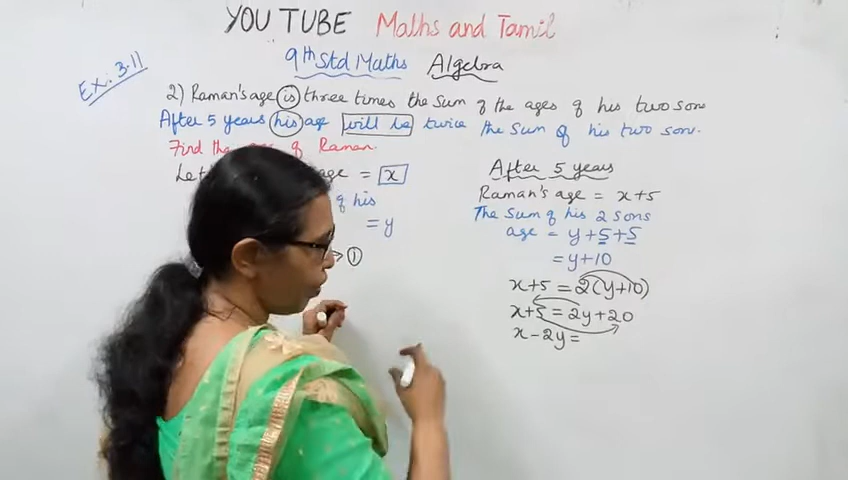 YOU TUBE Maths and Tamil
9th Std Maths Algebra
Ex: 3.11
2) Raman's age is three times the sum of the ages of his two sons
After 5 years his age will be twice the sum of his two sons.
Find the age of Raman.
Let age = x
of his
= y
→ ①
After 5 years
Raman's age = x+5
The Sum of his 2 sons
age = y+5+5
= y+10
x+5 = 2(y+10)
x+5 = 2y+20
x-2y=